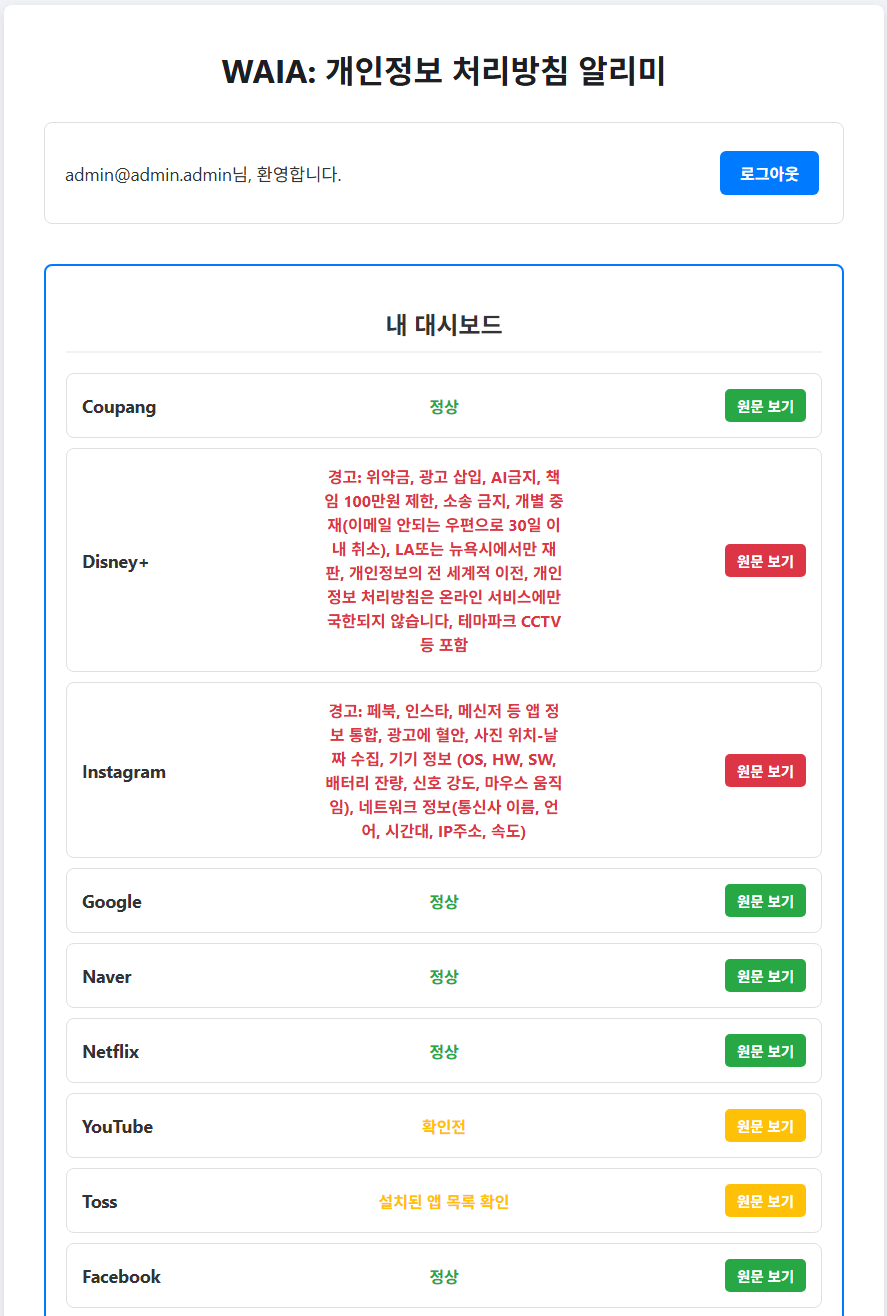 WAIA: 개인정보 처리방침 알리미
admin@admin.admin님, 환영합니다.
로그아웃
내 대시보드
Coupang
정상
원문 보기
Disney+
경고: 위약금, 광고 삽입, AI금지, 책
임 100만원 제한, 소송 금지, 개별 중
재(이메일 안되는 우편으로 30일 이
내 취소), LA또는 뉴욕시에서만 재
판, 개인정보의 전 세계적 이전, 개인
정보 처리방침은 온라인 서비스에만
국한되지 않습니다, 테마파크 CCTV
등 포함
원문 보기
Instagram
경고: 페북, 인스타, 메신저 등 앱 정
보 통합, 광고에 혈안, 사진 위치-날
짜 수집, 기기 정보 (OS, HW, SW,
배터리 잔량, 신호 강도, 마우스 움직
임), 네트워크 정보(통신사 이름, 언
어, 시간대, IP주소, 속도)
원문 보기
Google
정상
원문 보기
Naver
정상
원문 보기
Netflix
정상
원문 보기
YouTube
확인전
원문 보기
Toss
설치된 앱 목록 확인
원문 보기
Facebook
정상
원문 보기